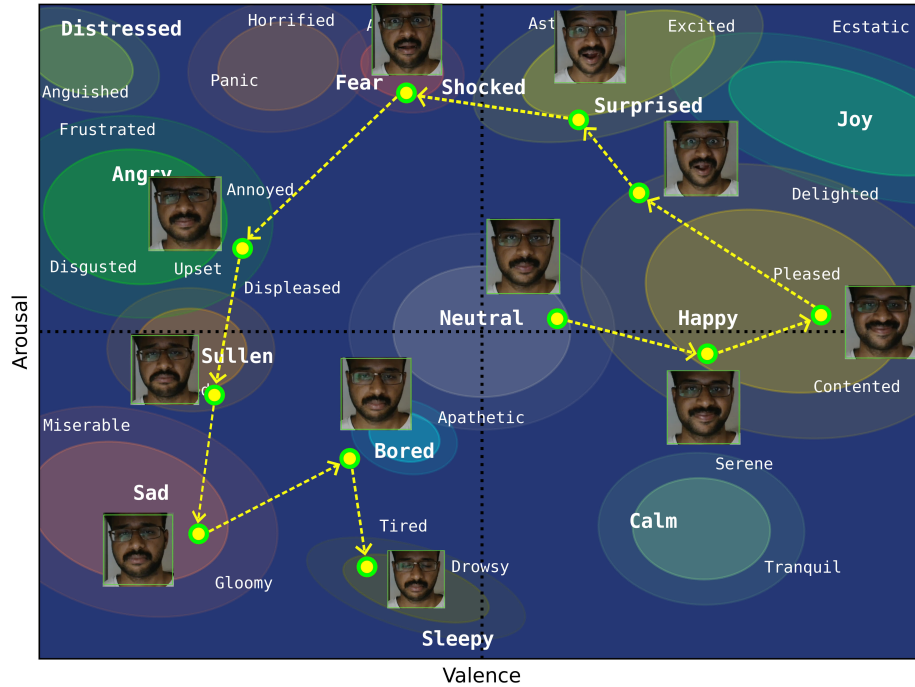 Horrified
Ecstatic
Distressed
Excited
Panic
Fear
Shocked
Anguished
Surprised
Joy
Frustrated
Angry
Annoyed
Delighted
Disgusted
Upset
Pleased
Displeased
Neutral
Happy
Arousal
Sullen
Contented
Miserable
Apathetic
Bored
Serene
Sad
Calm
Tired
Drowsy
Tranquil
Gloomy
Sleepy
Valence